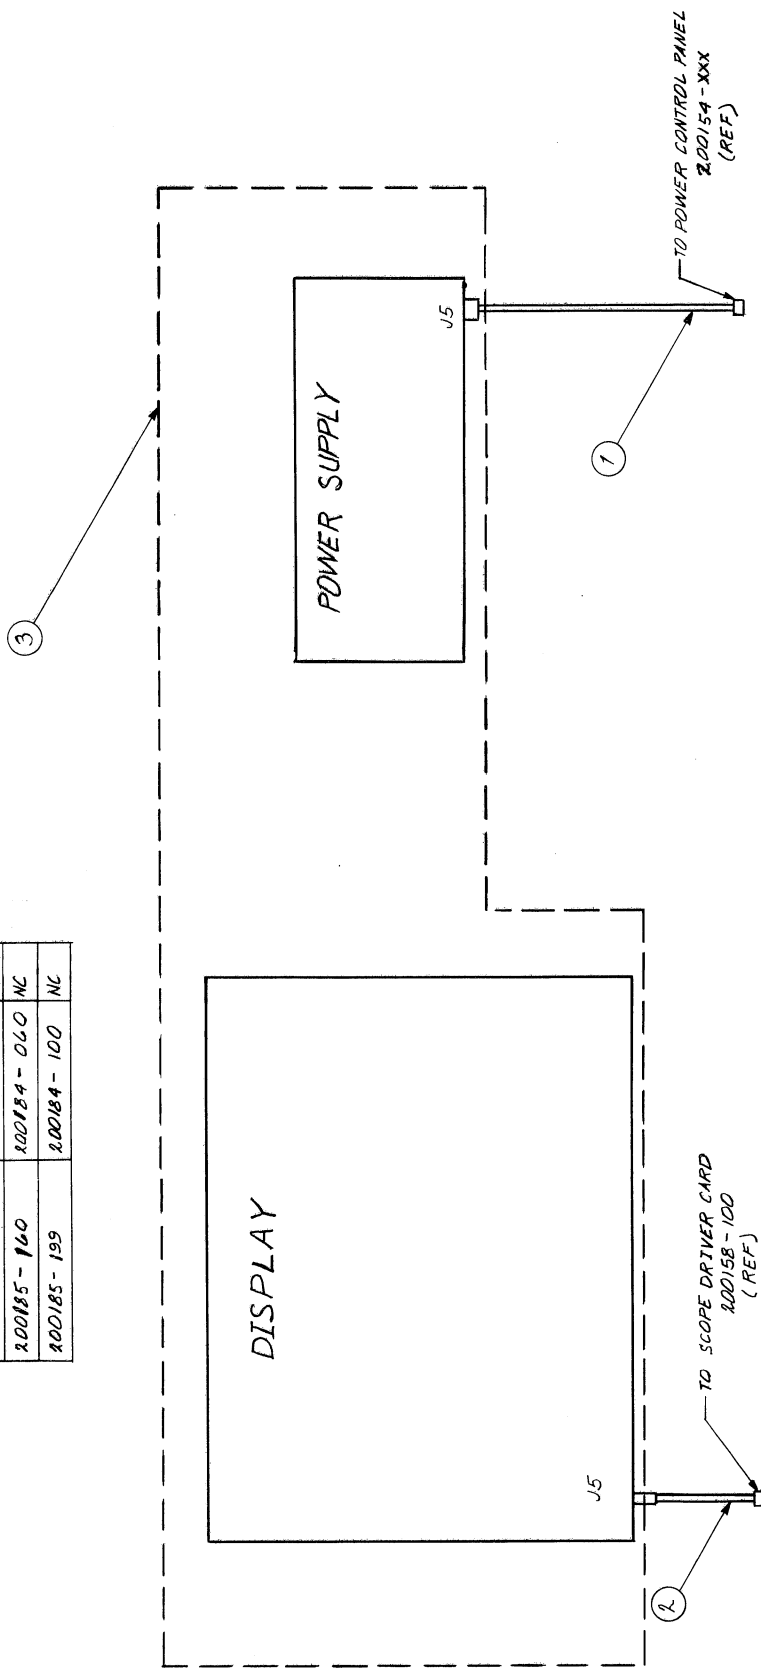 200185-160 200184-060 NC
200185-199 200184-100 NC
3
DISPLAY
J5
POWER SUPPLY
J5
1
2
TO SCOPE DRIVER CARD
200158-100
(REF)
TO POWER CONTROL PANEL
200154-XXX
(REF)